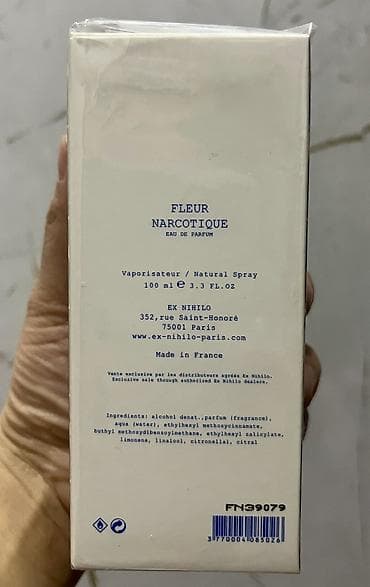 FLEUR
NARCOTIQUE
EAU DE PARFUM
Vaporisateur / Natural Spray
100 ml e 3.3 FL.OZ
EX NIHILO
352,rue Saint-Honoré
75001 Paris
www.ex-nihilo-paris.com
Made in France
Vente exclusive par les distributeurs agréés Ex Nihilo.
Exclusive sale through authorized Ex Nihilo dealers.
Ingredients: alcohol denat.,parfum (fragrance),
aqua (water), ethylhexyl methoxycinnamate,
buthyl methoxydibenzoylmethane, ethylhexyl salicylate,
limonene, linalool, citronellal, citral
FN39079
3770004085026